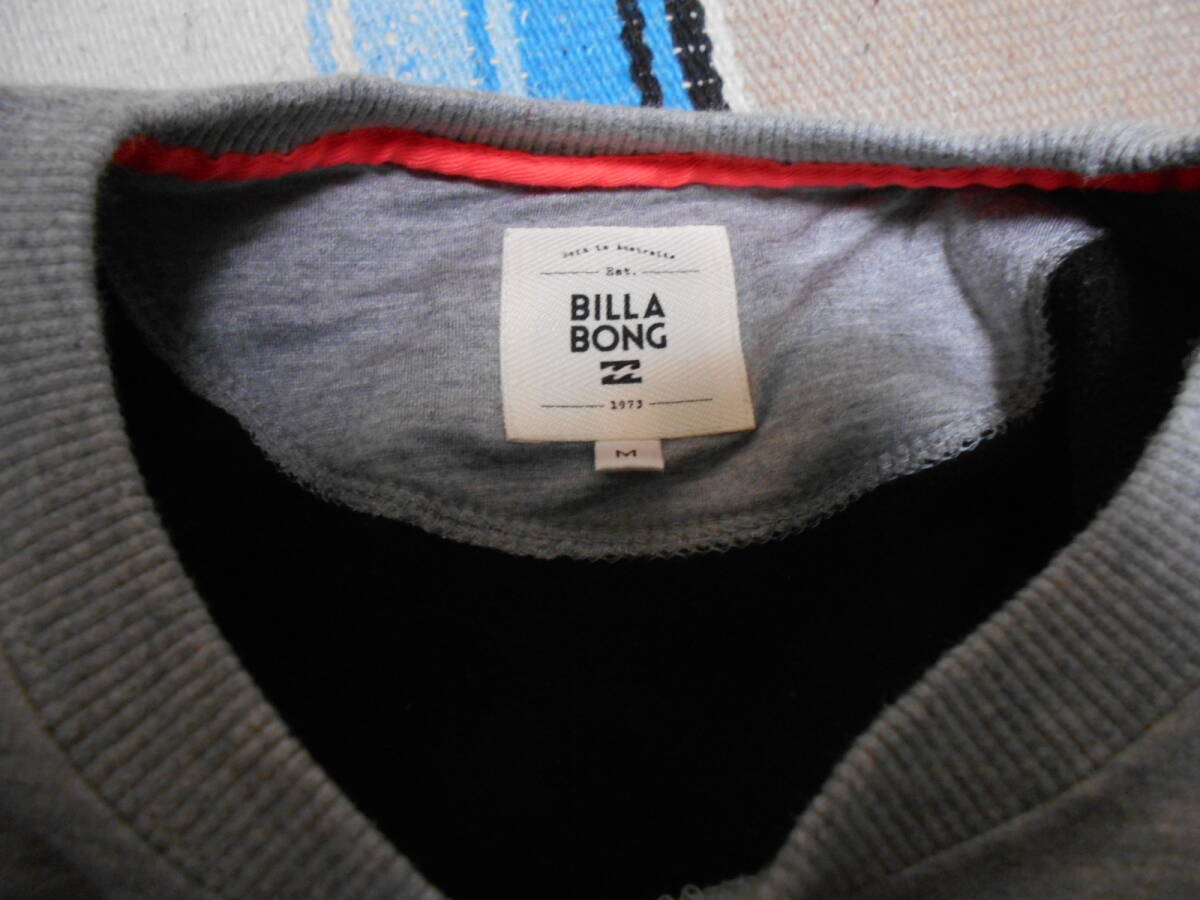 Born in Australia
Est.
BILLA
BONG
1973
M